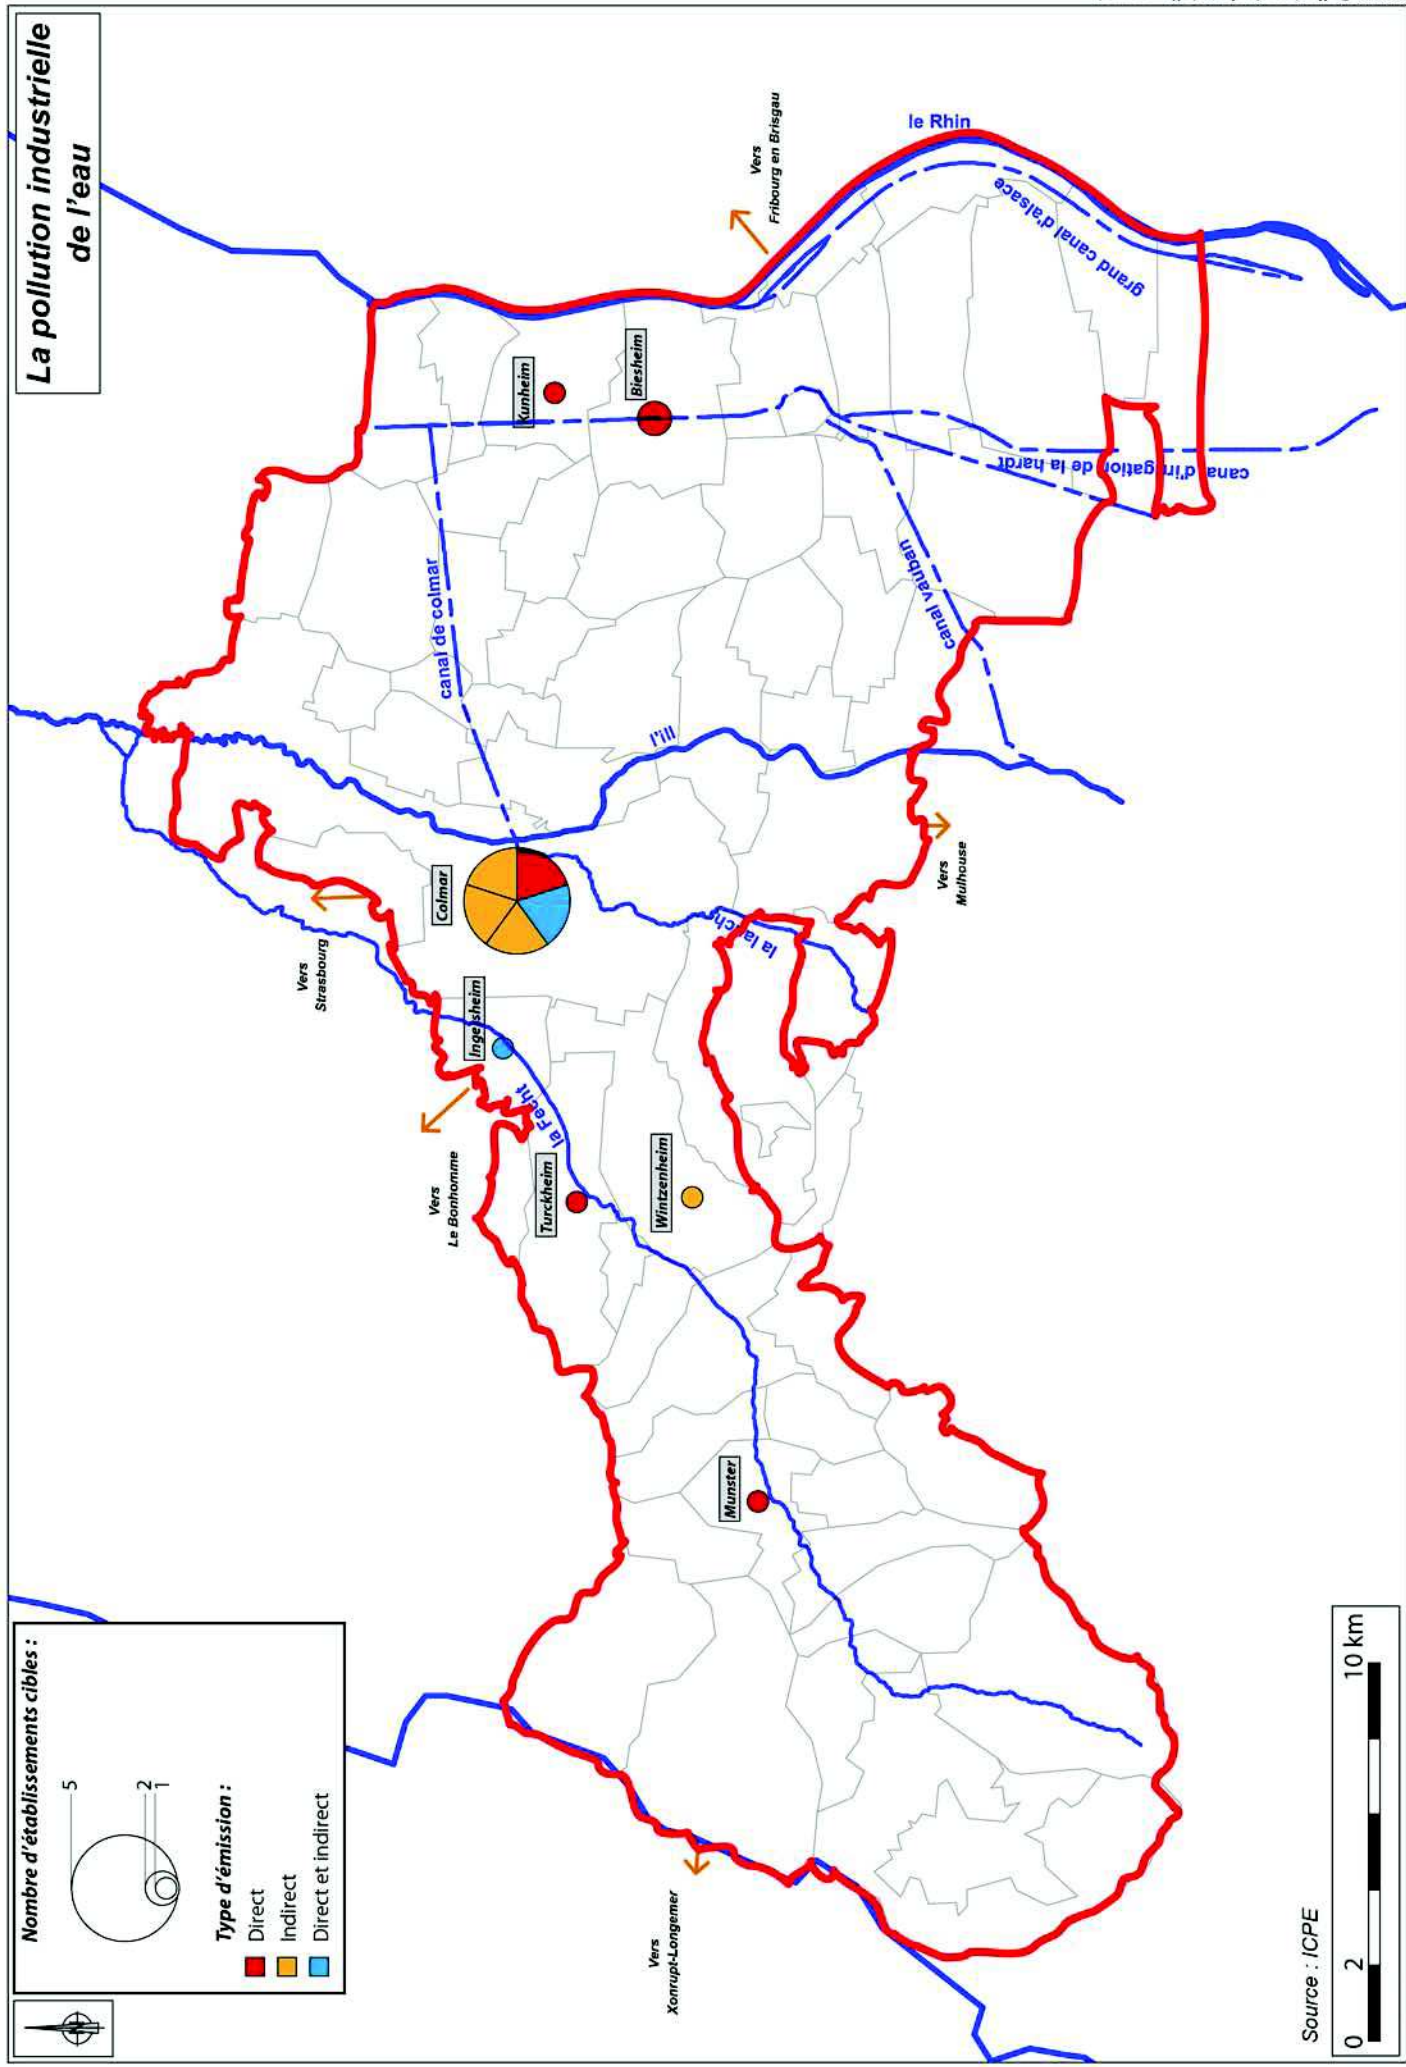 La pollution industrielle
de l'eau
Nombre d'établissements cibles :
5
2
1
Type d'émission :
Direct
Indirect
Direct et indirect
Vers
Strasbourg
Vers
Le Bonhomme
Vers
Xonrupt-Longemer
Vers
Mulhouse
Vers
Fribourg en Brisgau
Colmar
Ingersheim
Turckheim
Wintzenheim
Munster
Kunheim
Biesheim
la Fecht
la lauch
l'Ill
canal de colmar
canal vauban
canal d'irrigation de la hardt
grand canal d'alsace
le Rhin
Source : ICPE
0 2 10 km